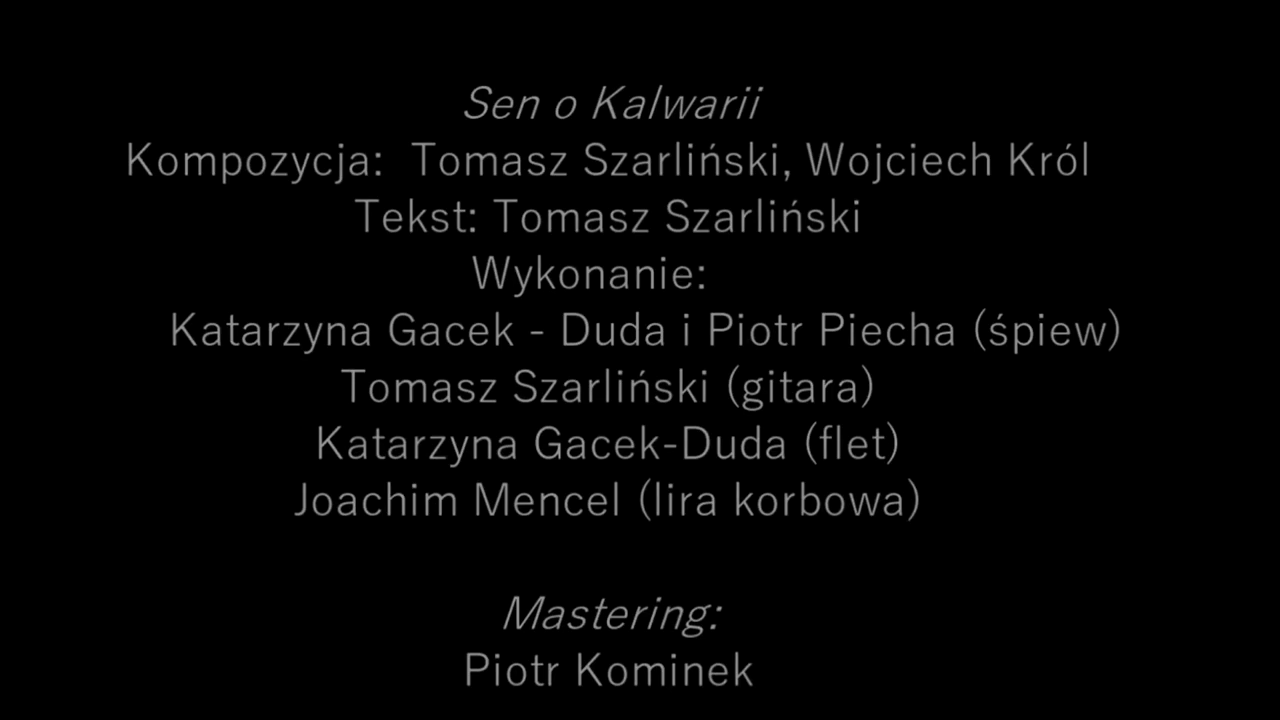 Sen o Kalwarii
Kompozycja: Tomasz Szarliński, Wojciech Król
Tekst: Tomasz Szarliński
Wykonanie:
Katarzyna Gacek - Duda i Piotr Piecha (śpiew)
Tomasz Szarliński (gitara)
Katarzyna Gacek-Duda (flet)
Joachim Mencel (lira korbowa)
Mastering:
Piotr Kominek